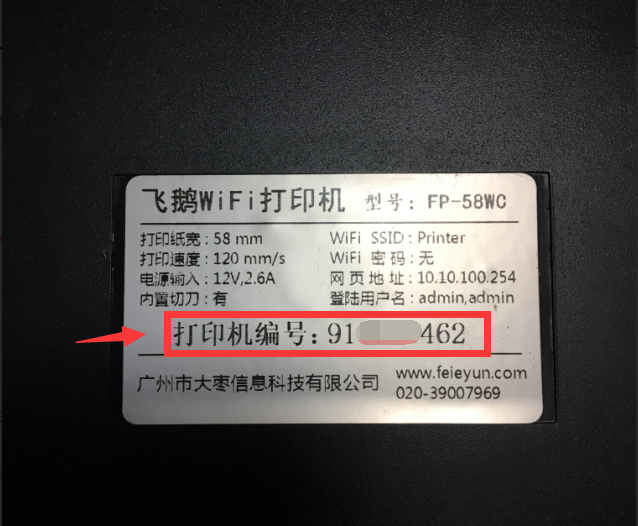 飞鹅WiFi打印机 型号: FP-58WC
打印纸宽: 58 mm WiFi SSID: Printer
打印速度: 120 mm/s WiFi 密码: 无
电源输入: 12V,2.6A 网页地址: 10.10.100.254
内置切刀: 有 登陆用户名: admin,admin
打印机编号: 91 462
广州市大枣信息科技有限公司 www.feieyun.com
020-39007969